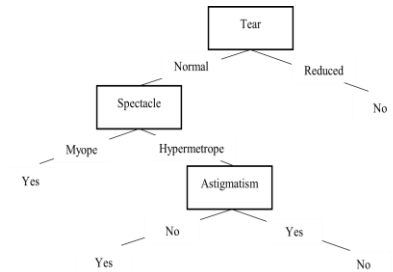 Tear
Normal
Reduced
Spectacle
No
Myope
Hypermetrope
Yes
Astigmatism
No
Yes
Yes
No